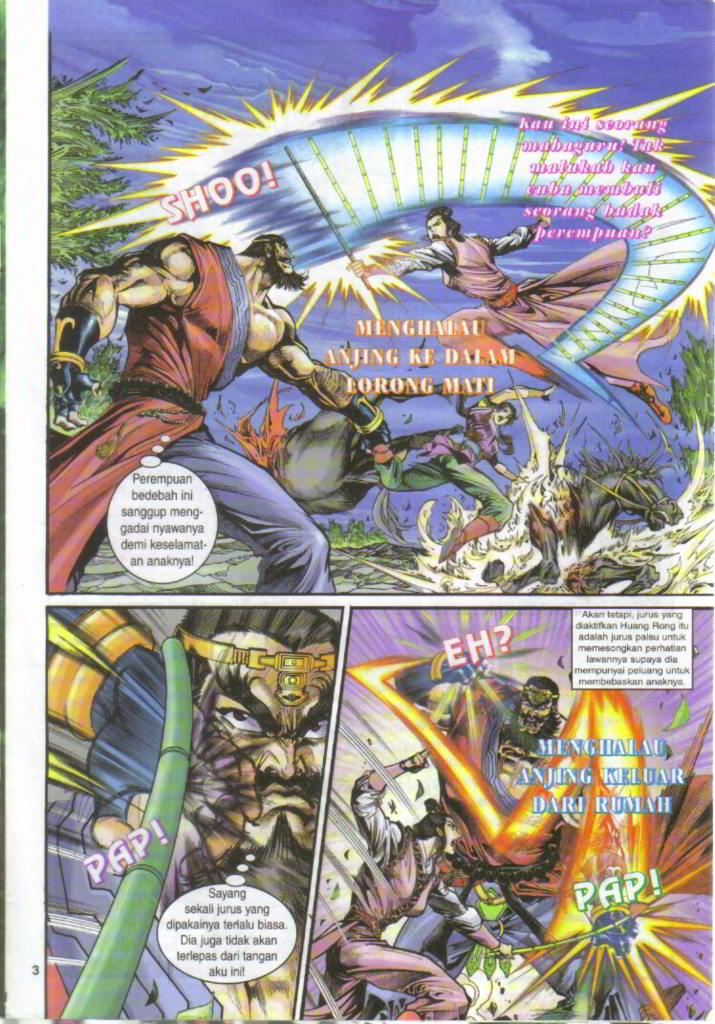 Kau ini seorang
mahaguru! Tak
malukah kau
cuba membuli
seorang budak
perempuan?
SHOO!
MENGHALAU
ANJING KE DALAM
LORONG MATI
Perempuan
bedebah ini
sanggup meng-
gadai nyawanya
demi keselamat-
an anaknya!
PAP!
Sayang
sekali jurus yang
dipakainya terlalu biasa.
Dia juga tidak akan
terlepas dari tangan
aku ini!
Akan tetapi, jurus yang
diaktifkan Huang Rong itu
adalah jurus palsu untuk
memesongkan perhatian
lawannya supaya dia
mempunyai peluang untuk
membebaskan anaknya.
EH?
MENGHALAU
ANJING KELUAR
DARI RUMAH
PAP!
3